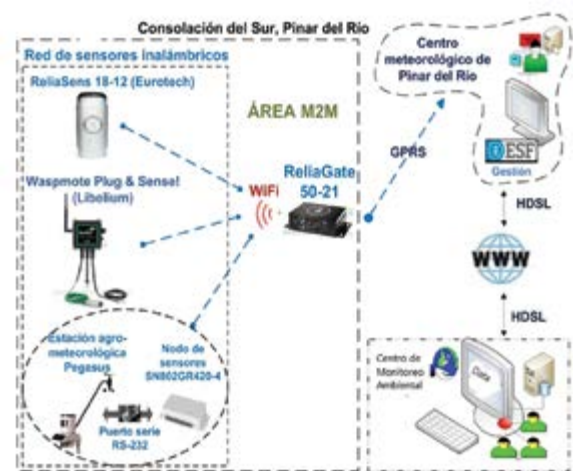 Consolación del Sur, Pinar del Río
Red de sensores inalámbricos
ReliaSens 18-12 (Eurotech)
ÁREA M2M
Waspmote Plug & Sense!
(Libelium)
WiFi
ReliaGate
50-21
Estación agro-
meteorológica
Pegasus
Nodo de
sensores
SN802GR420-4
Puerto serie
RS-232
GPRS
Centro
meteorológico de
Pinar del Río
ESF
Gestión
HDSL
WWW
HDSL
Centro de
Monitoreo
Ambiental